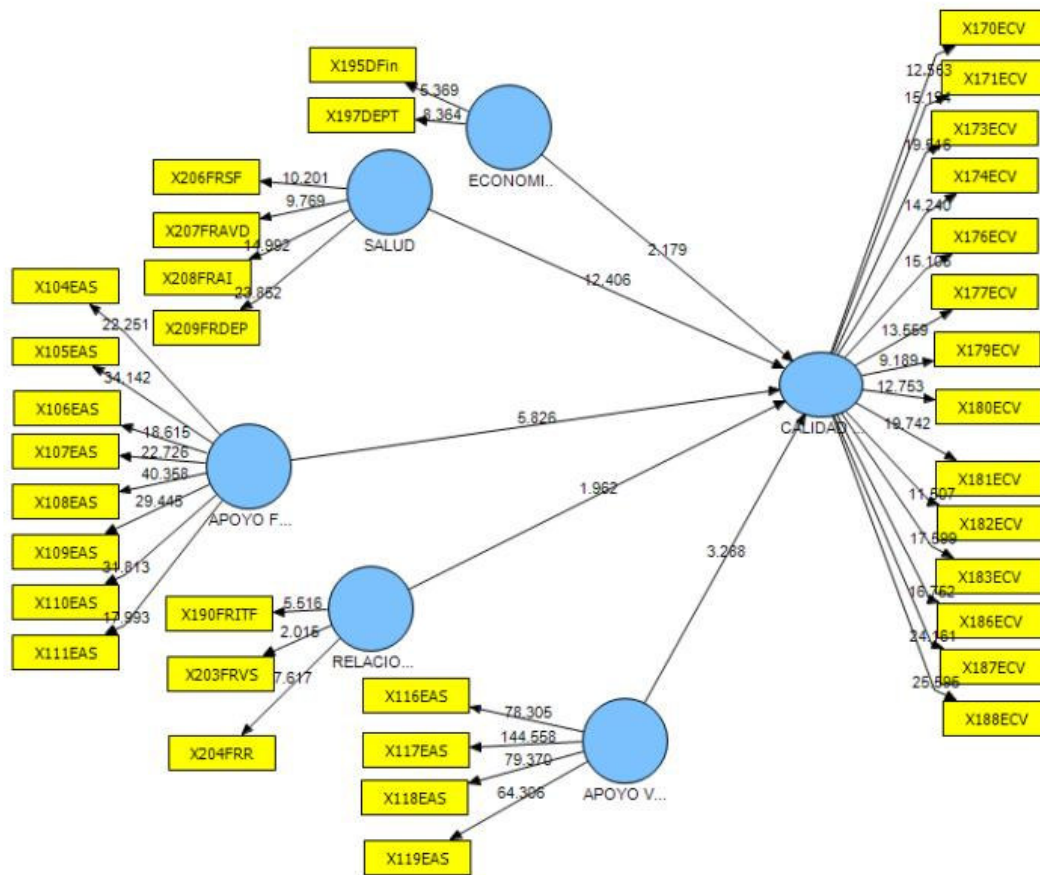 X170ECV
X195DFin
5.369
12.563
X171ECV
15.194
X197DEPT
8.364
X173ECV
19.516
ECONOMI...
X206FRSF
10.201
X174ECV
14.240
9.769
X207FRAVD
SALUD
X176ECV
2.179
14.992
15.106
X208FRAI
12.406
X104EAS
23.852
X177ECV
X209FRDEP
22.251
13.559
X105EAS
X179ECV
9.189
34.142
12.753
X106EAS
X180ECV
18.615
5.826
19.742
CALIDAD ...
X107EAS
22.726
40.358
X181ECV
X108EAS
29.445
1.962
11.507
APOYO F...
X182ECV
17.599
X109EAS
3.268
31.813
X183ECV
X110EAS
16.752
X190FRITF
5.516
17.993
X186ECV
2.015
24.161
X111EAS
RELACIO...
X203FRVS
X187ECV
7.617
25.595
X116EAS
78.305
X188ECV
X204FRR
X117EAS
144.558
79.370
X118EAS
APOYO V...
64.306
X119EAS